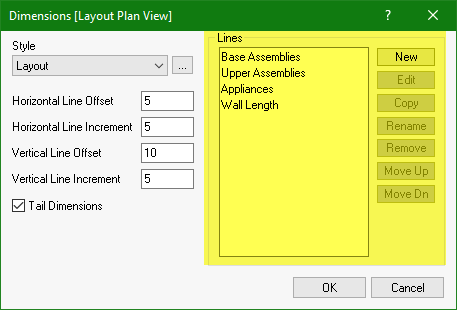 Dimensions [Layout Plan View]
?
Style
Layout
...
Horizontal Line Offset 5
Horizontal Line Increment 5
Vertical Line Offset 10
Vertical Line Increment 5
Tail Dimensions
Lines
Base Assemblies
Upper Assemblies
Appliances
Wall Length
New
Edit
Copy
Rename
Remove
Move Up
Move Dn
OK
Cancel